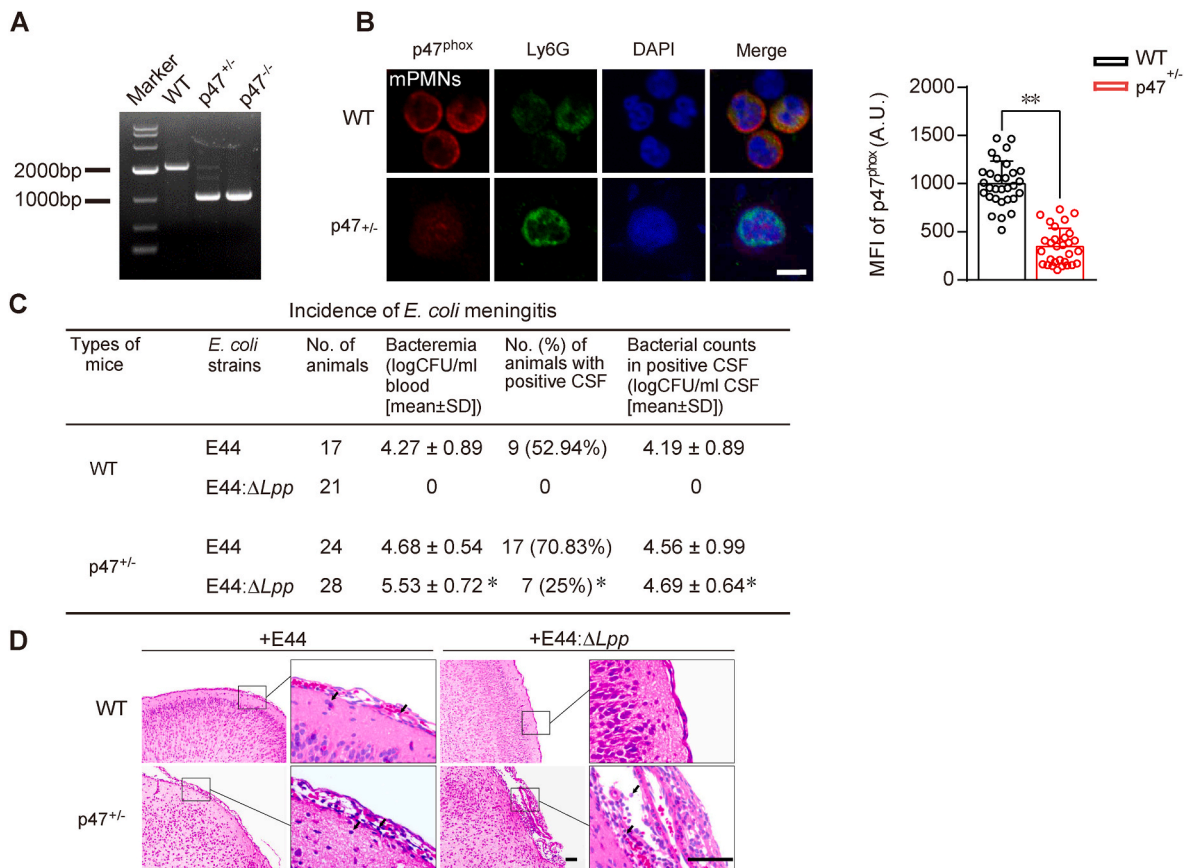 A
Marker
WT
p47+/-
p47-/-
2000bp
1000bp
B
p47phox
Ly6G
DAPI
Merge
mPMNs
WT
p47+/-
WT
p47+/-
MFI of p47phox (A.U.)
2000
1500
1000
500
0
**
C
Incidence of E. coli meningitis
Types of mice
E. coli strains
No. of animals
Bacteremia (logCFU/ml blood [mean±SD])
No. (%) of animals with positive CSF
Bacterial counts in positive CSF (logCFU/ml CSF [mean±SD])
WT
E44 17 4.27 ± 0.89 9 (52.94%) 4.19 ± 0.89
E44:ΔLpp 21 0 0 0
p47+/-
E44 24 4.68 ± 0.54 17 (70.83%) 4.56 ± 0.99
E44:ΔLpp 28 5.53 ± 0.72 * 7 (25%) * 4.69 ± 0.64*
D
+E44
+E44:ΔLpp
WT
p47+/-